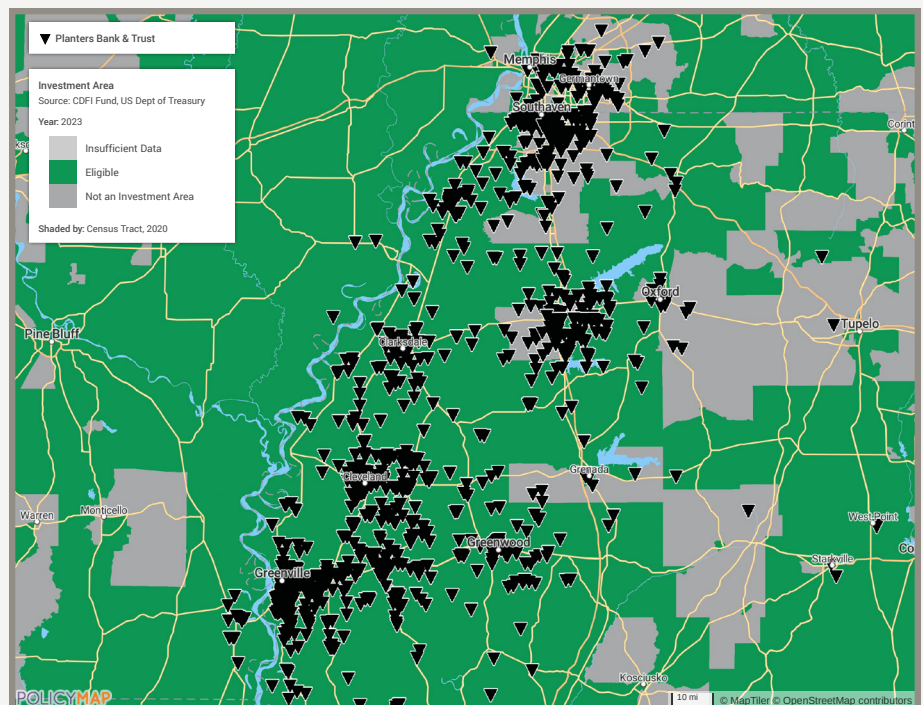 Planters Bank & Trust
Investment Area
Source: CDFI Fund, US Dept of Treasury
Year: 2023
Insufficient Data
Eligible
Not an Investment Area
Shaded by: Census Tract, 2020
Memphis
Germantown
Southaven
Corint
Oxford
Pine Bluff
Tupelo
Clarksdale
Cleveland
Grenada
Warren
Monticello
West Point
Greenwood
Co
Starkville
Greenville
Kosciusko
POLICYMAP
10 mi
© MapTiler © OpenStreetMap contributors